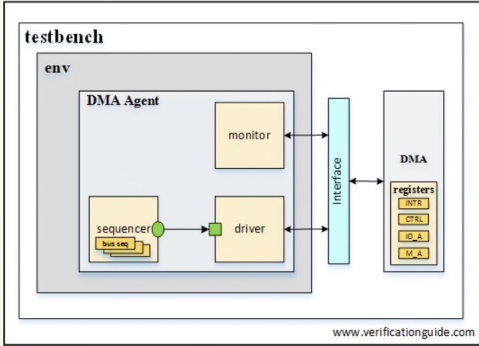 testbench
env
DMA Agent
monitor
Interface
DMA
registers
INTR
CTRL
IO_A
M_A
sequencer
bus seq
driver
www.verificationguide.com